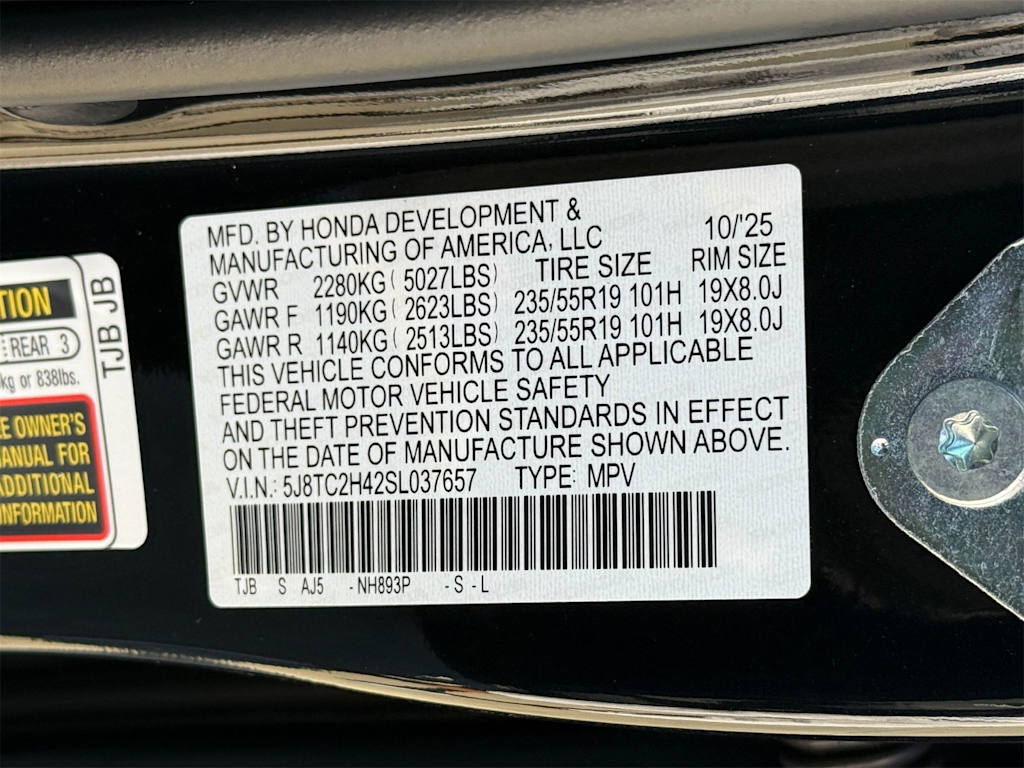 MFD. BY HONDA DEVELOPMENT &
MANUFACTURING OF AMERICA, LLC 10/'25
GVWR 2280KG ( 5027LBS) TIRE SIZE RIM SIZE
GAWR F 1190KG ( 2623LBS) 235/55R19 101H 19X8.0J
GAWR R 1140KG ( 2513LBS) 235/55R19 101H 19X8.0J
THIS VEHICLE CONFORMS TO ALL APPLICABLE
FEDERAL MOTOR VEHICLE SAFETY
AND THEFT PREVENTION STANDARDS IN EFFECT
ON THE DATE OF MANUFACTURE SHOWN ABOVE.
V.I.N.: 5J8TC2H42SL037657 TYPE: MPV
TJB S AJ5 -NH893P -S-L
REAR 3
kg or 838lbs.
OWNER'S
FOR
ADDITIONAL
INFORMATION
TJB JB